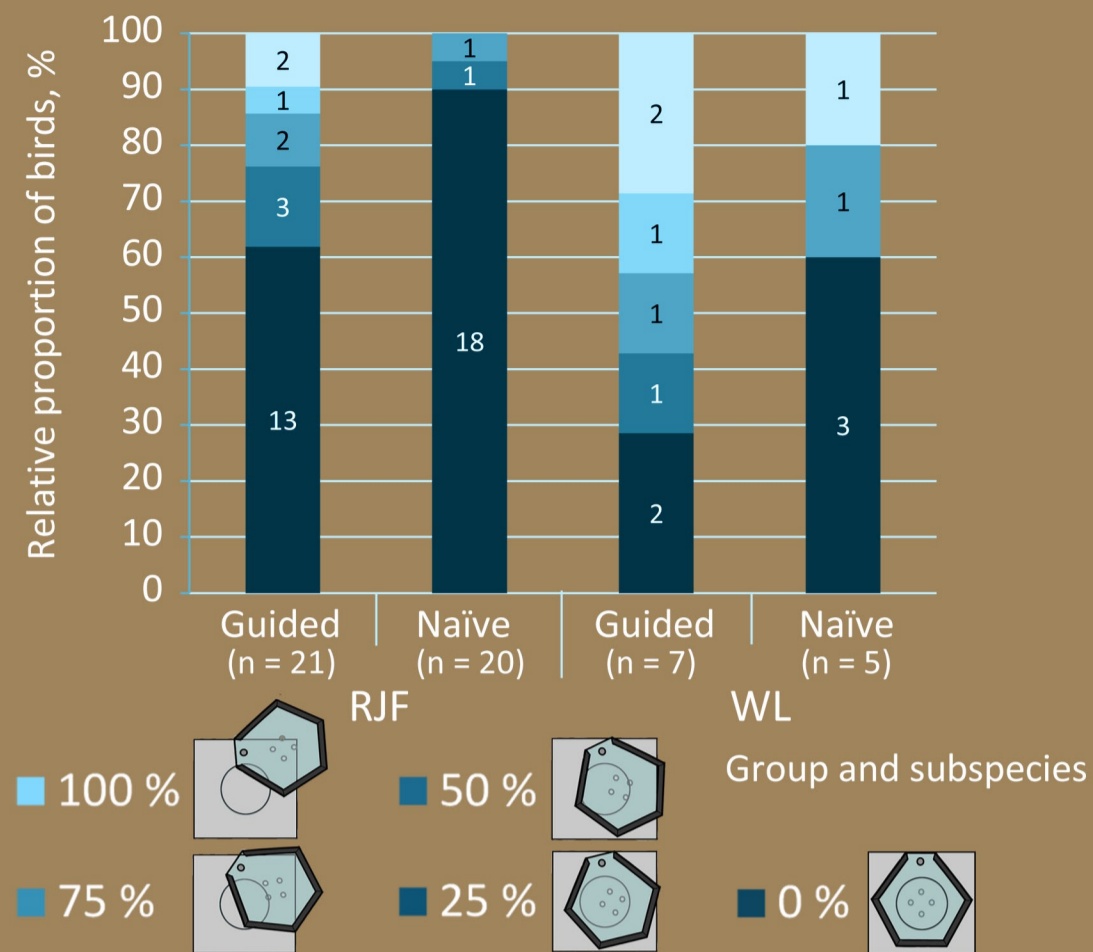 Relative proportion of birds, %
100
90
80
70
60
50
40
30
20
10
0
2
1
2
3
13
1
1
18
2
1
1
1
2
1
1
3
Guided
(n = 21)
Naïve
(n = 20)
Guided
(n = 7)
Naïve
(n = 5)
RJF
WL
Group and subspecies
100 %
50 %
75 %
25 %
0 %